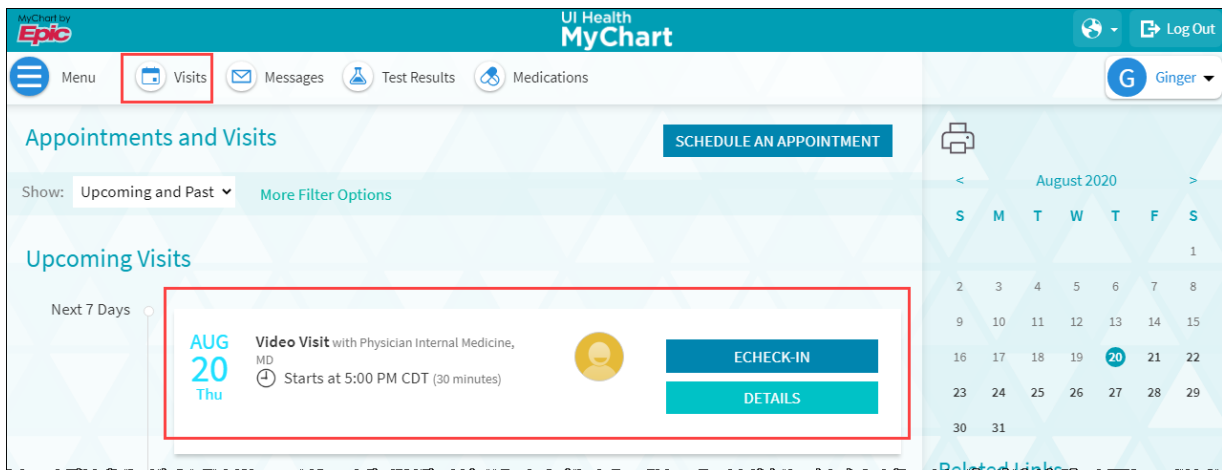 MyChart by
Epic
UI Health
MyChart
Log Out
Menu
Visits
Messages
Test Results
Medications
G
Ginger
Appointments and Visits
SCHEDULE AN APPOINTMENT
Show: Upcoming and Past
More Filter Options
Upcoming Visits
Next 7 Days
AUG
20
Thu
Video Visit with Physician Internal Medicine,
MD
Starts at 5:00 PM CDT (30 minutes)
ECHECK-IN
DETAILS
< August 2020 >
S M T W T F S
1
2 3 4 5 6 7 8
9 10 11 12 13 14 15
16 17 18 19 20 21 22
23 24 25 26 27 28 29
30 31